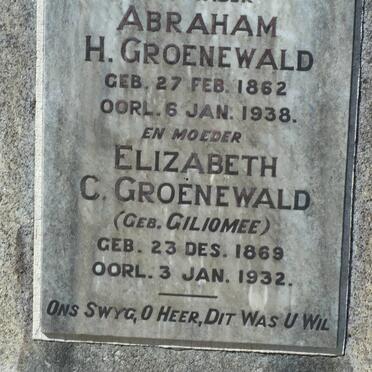 ABRAHAM
H. GROENEWALD
GEB. 27 FEB. 1862
OORL. 6 JAN. 1938.
EN MOEDER
ELIZABETH
C. GROENEWALD
(GEB. GILIOMEE)
GEB. 23 DES. 1869
OORL. 3 JAN. 1932.
ONS SWYG, O HEER, DIT WAS U WIL